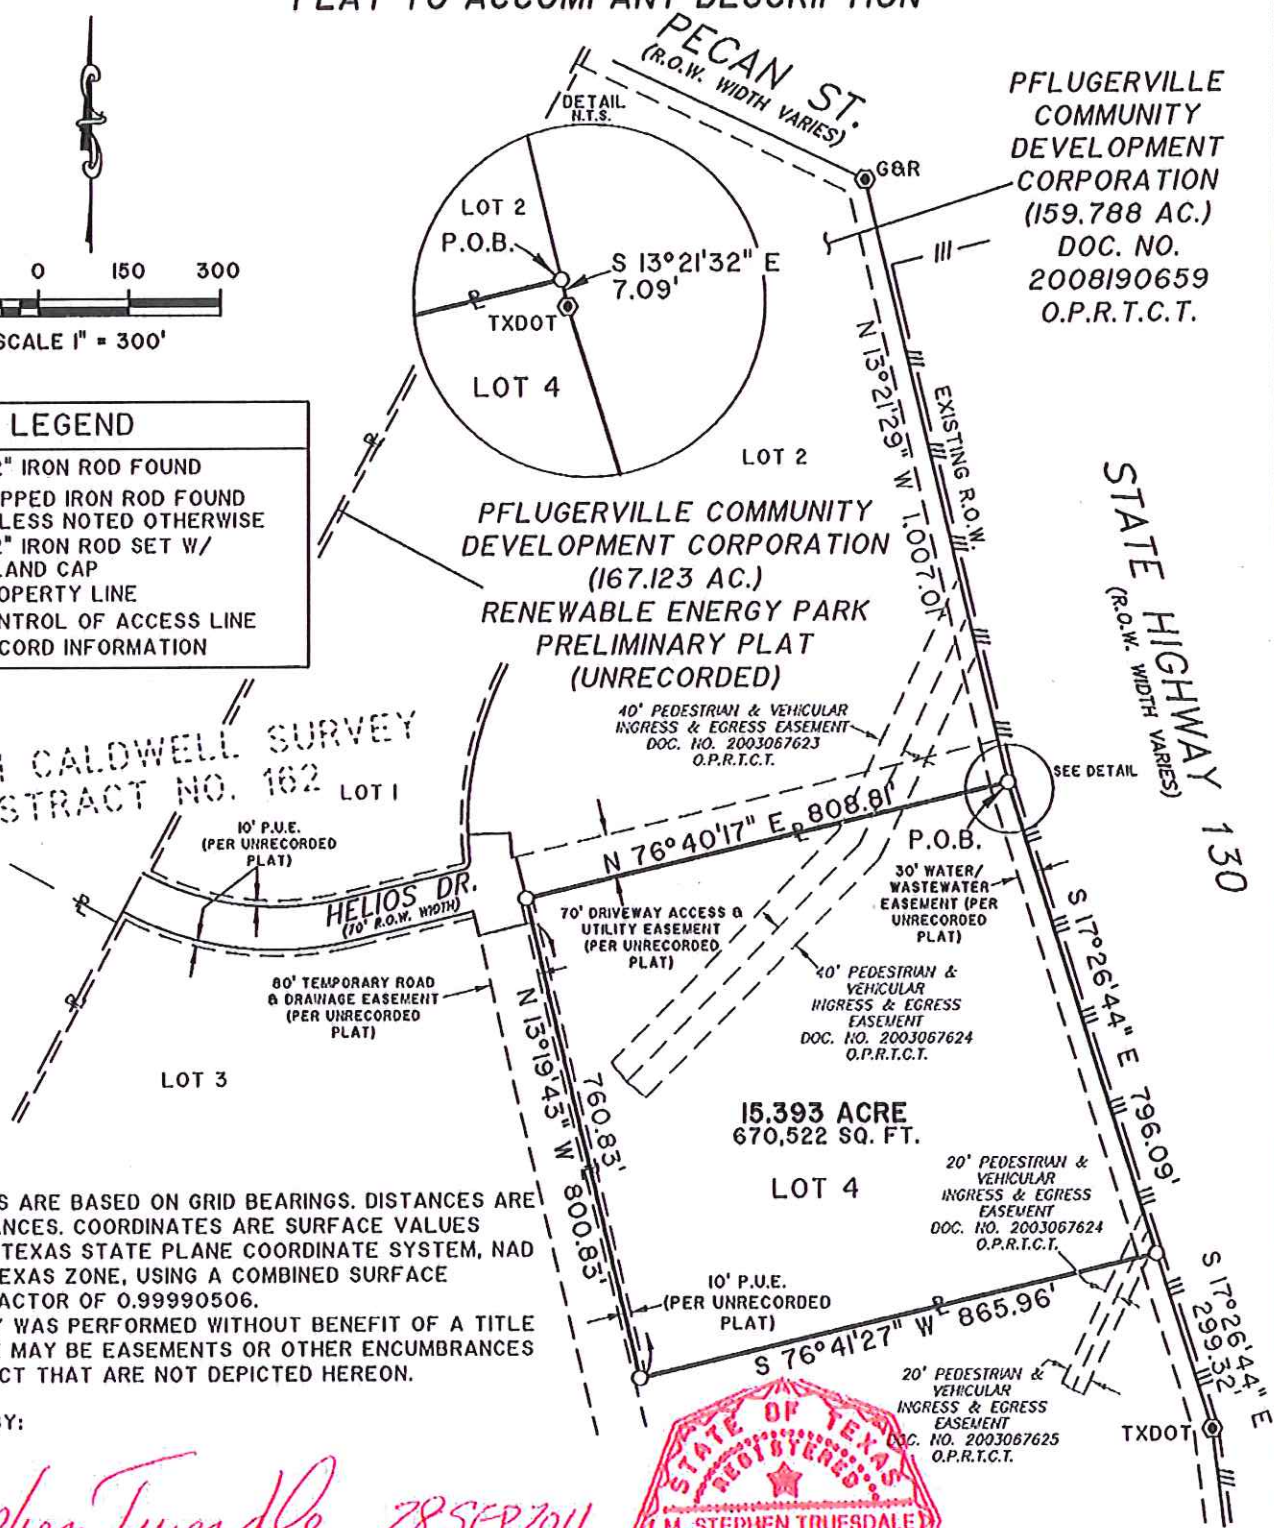 PLAT TO ACCOMPANY DESCRIPTION
PECAN ST.
(R.O.W. WIDTH VARIES)
DETAIL
N.T.S.
G&R
PFLUGERVILLE
COMMUNITY
DEVELOPMENT
CORPORATION
(159.788 AC.)
DOC. NO.
2008190659
O.P.R.T.C.T.
LOT 2
P.O.B.
S 13°21'32" E
7.09'
TXDOT
LOT 4
0 150 300
SCALE 1" = 300'
LEGEND
2" IRON ROD FOUND
PPED IRON ROD FOUND
LESS NOTED OTHERWISE
2" IRON ROD SET W/
LAND CAP
OPERTY LINE
NTROL OF ACCESS LINE
CORD INFORMATION
N 13°21'29" W 1,007.01'
EXISTING R.O.W.
LOT 2
STATE HIGHWAY 130
(R.O.W. WIDTH VARIES)
PFLUGERVILLE COMMUNITY
DEVELOPMENT CORPORATION
(167.123 AC.)
RENEWABLE ENERGY PARK
PRELIMINARY PLAT
(UNRECORDED)
40' PEDESTRIAN & VEHICULAR
INGRESS & EGRESS EASEMENT
DOC. NO. 2003067623
O.P.R.T.C.T.
CALDWELL SURVEY
STRACT NO. 162
LOT 1
SEE DETAIL
10' P.U.E.
(PER UNRECORDED
PLAT)
N 76°40'17" E 808.81'
P.O.B.
HELIOS DR.
(70' R.O.W. WIDTH)
30' WATER/
WASTEWATER
EASEMENT (PER
UNRECORDED
PLAT)
70' DRIVEWAY ACCESS &
UTILITY EASEMENT
(PER UNRECORDED
PLAT)
80' TEMPORARY ROAD
& DRAINAGE EASEMENT
(PER UNRECORDED
PLAT)
40' PEDESTRIAN &
VEHICULAR
INGRESS & EGRESS
EASEMENT
DOC. NO. 2003067624
O.P.R.T.C.T.
S 17°26'44" E 796.09'
LOT 3
N 13°19'43" W 800.83'
760.83'
15.393 ACRE
670,522 SQ. FT.
LOT 4
20' PEDESTRIAN &
VEHICULAR
INGRESS & EGRESS
EASEMENT
DOC. NO. 2003067624
O.P.R.T.C.T.
S ARE BASED ON GRID BEARINGS. DISTANCES ARE
ANCES. COORDINATES ARE SURFACE VALUES
TEXAS STATE PLANE COORDINATE SYSTEM, NAD
EXAS ZONE, USING A COMBINED SURFACE
ACTOR OF 0.99990506.
Y WAS PERFORMED WITHOUT BENEFIT OF A TITLE
E MAY BE EASEMENTS OR OTHER ENCUMBRANCES
CT THAT ARE NOT DEPICTED HEREON.
10' P.U.E.
(PER UNRECORDED
PLAT)
S 76°41'27" W 865.96'
S 17°26'44" E
299.32'
20' PEDESTRIAN &
VEHICULAR
INGRESS & EGRESS
EASEMENT
DOC. NO. 2003067625
O.P.R.T.C.T.
TXDOT
BY:
28 SEP 2011
STATE OF TEXAS
REGISTERED
M. STEPHEN TRUESDALE